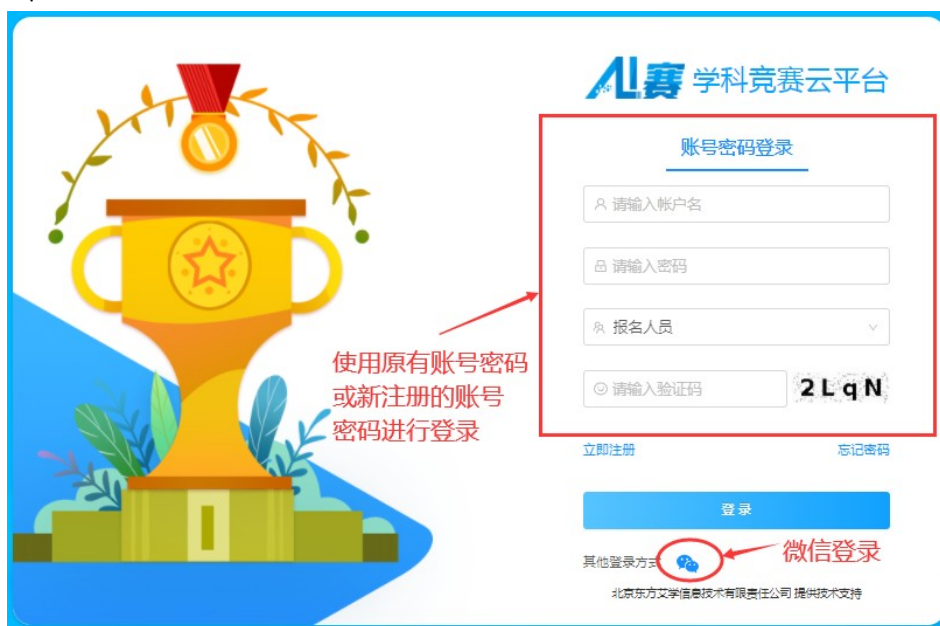 赛 学科竞赛云平台
账号密码登录
请输入帐户名
请输入密码
报名人员
请输入验证码 2LqN
使用原有账号密码
或新注册的账号
密码进行登录
立即注册 忘记密码
登录
其他登录方式 微信登录
北京东方艾学信息技术有限责任公司 提供技术支持